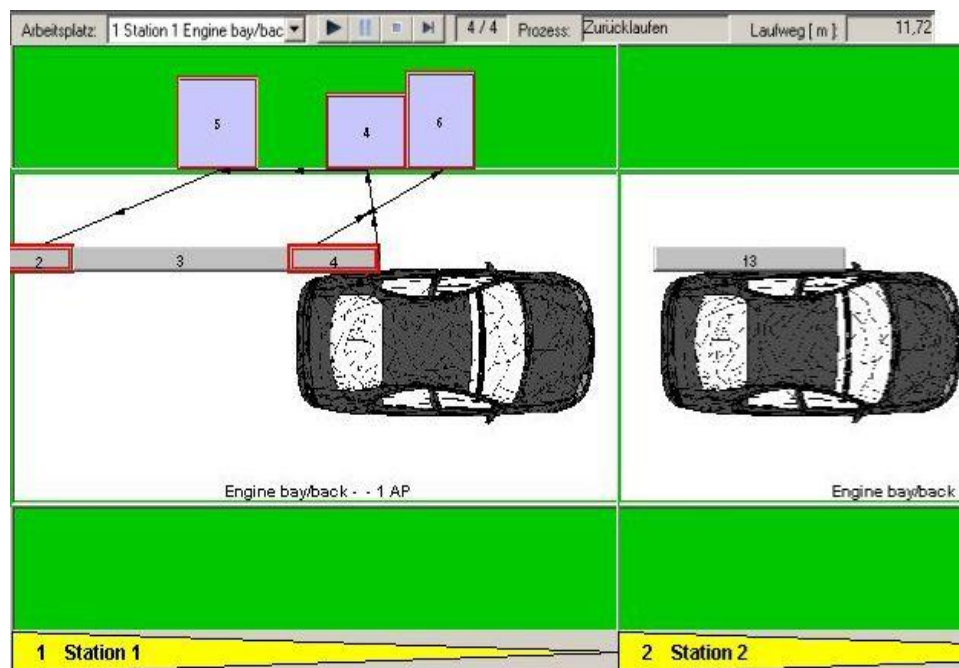 Arbeitsplatz: 1 Station 1 Engine bay/bac 4 / 4 Prozess: Zurücklaufen Laufweg [ m ]: 11,72
5 4 6
2 3 4 13
Engine bay/back - - 1 AP Engine bay/back
1 Station 1 2 Station 2